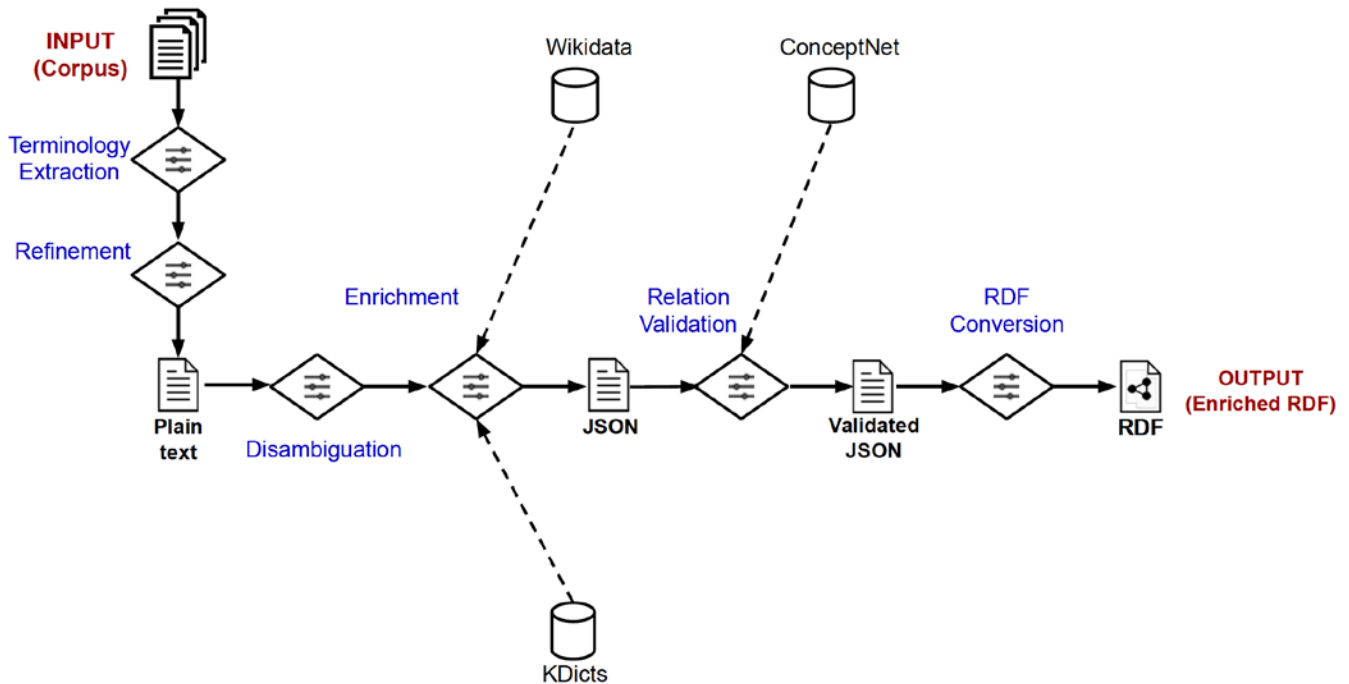 INPUT
(Corpus)
Wikidata
ConceptNet
Terminology
Extraction
Refinement
Enrichment
Relation
Validation
RDF
Conversion
Plain
text
Disambiguation
JSON
Validated
JSON
RDF
OUTPUT
(Enriched RDF)
KDicts